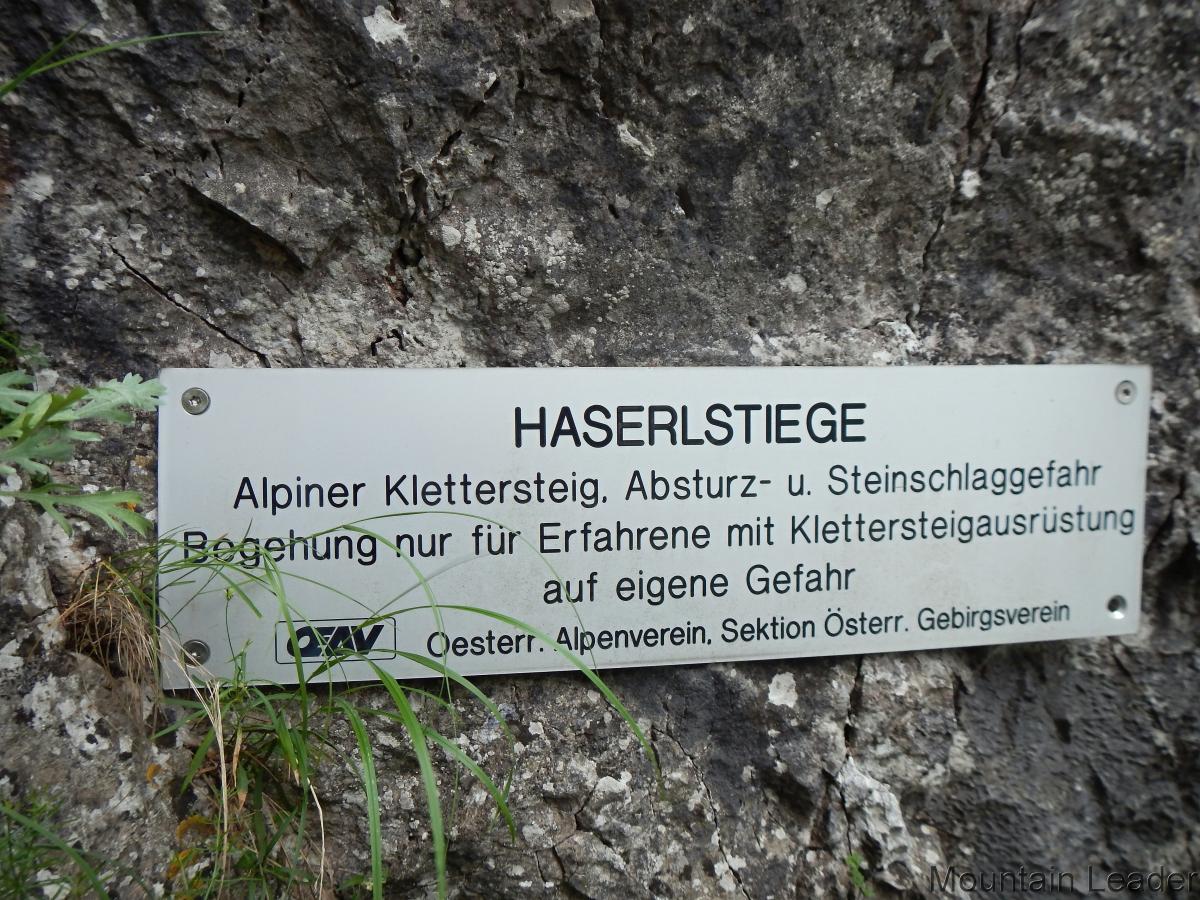 HASERLSTIEGE
Alpiner Klettersteig, Absturz- u. Steinschlaggefahr
Begehung nur für Erfahrene mit Klettersteigausrüstung
auf eigene Gefahr
OEAV Oesterr. Alpenverein, Sektion Österr. Gebirgsverein
Mountain Leader